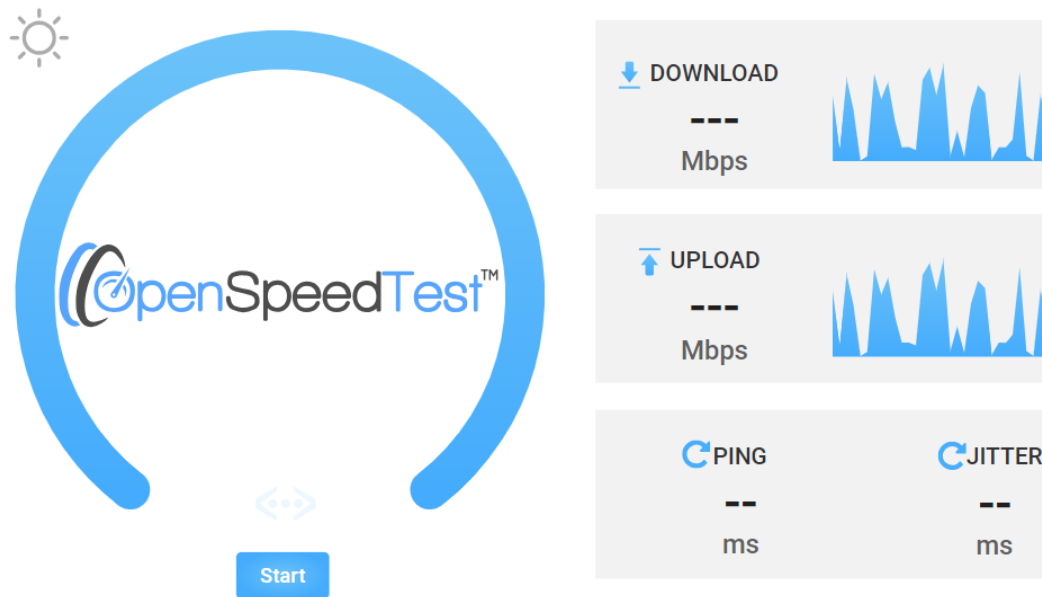 OpenSpeedTest™
Start
DOWNLOAD
---
Mbps
UPLOAD
---
Mbps
PING
--
ms
JITTER
--
ms